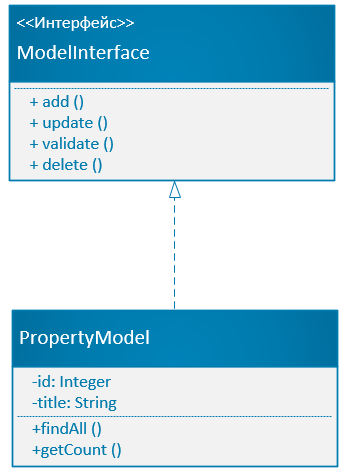 <<Интерфейс>>
ModelInterface
+ add ()
+ update ()
+ validate ()
+ delete ()
PropertyModel
-id: Integer
-title: String
+findAll ()
+getCount ()